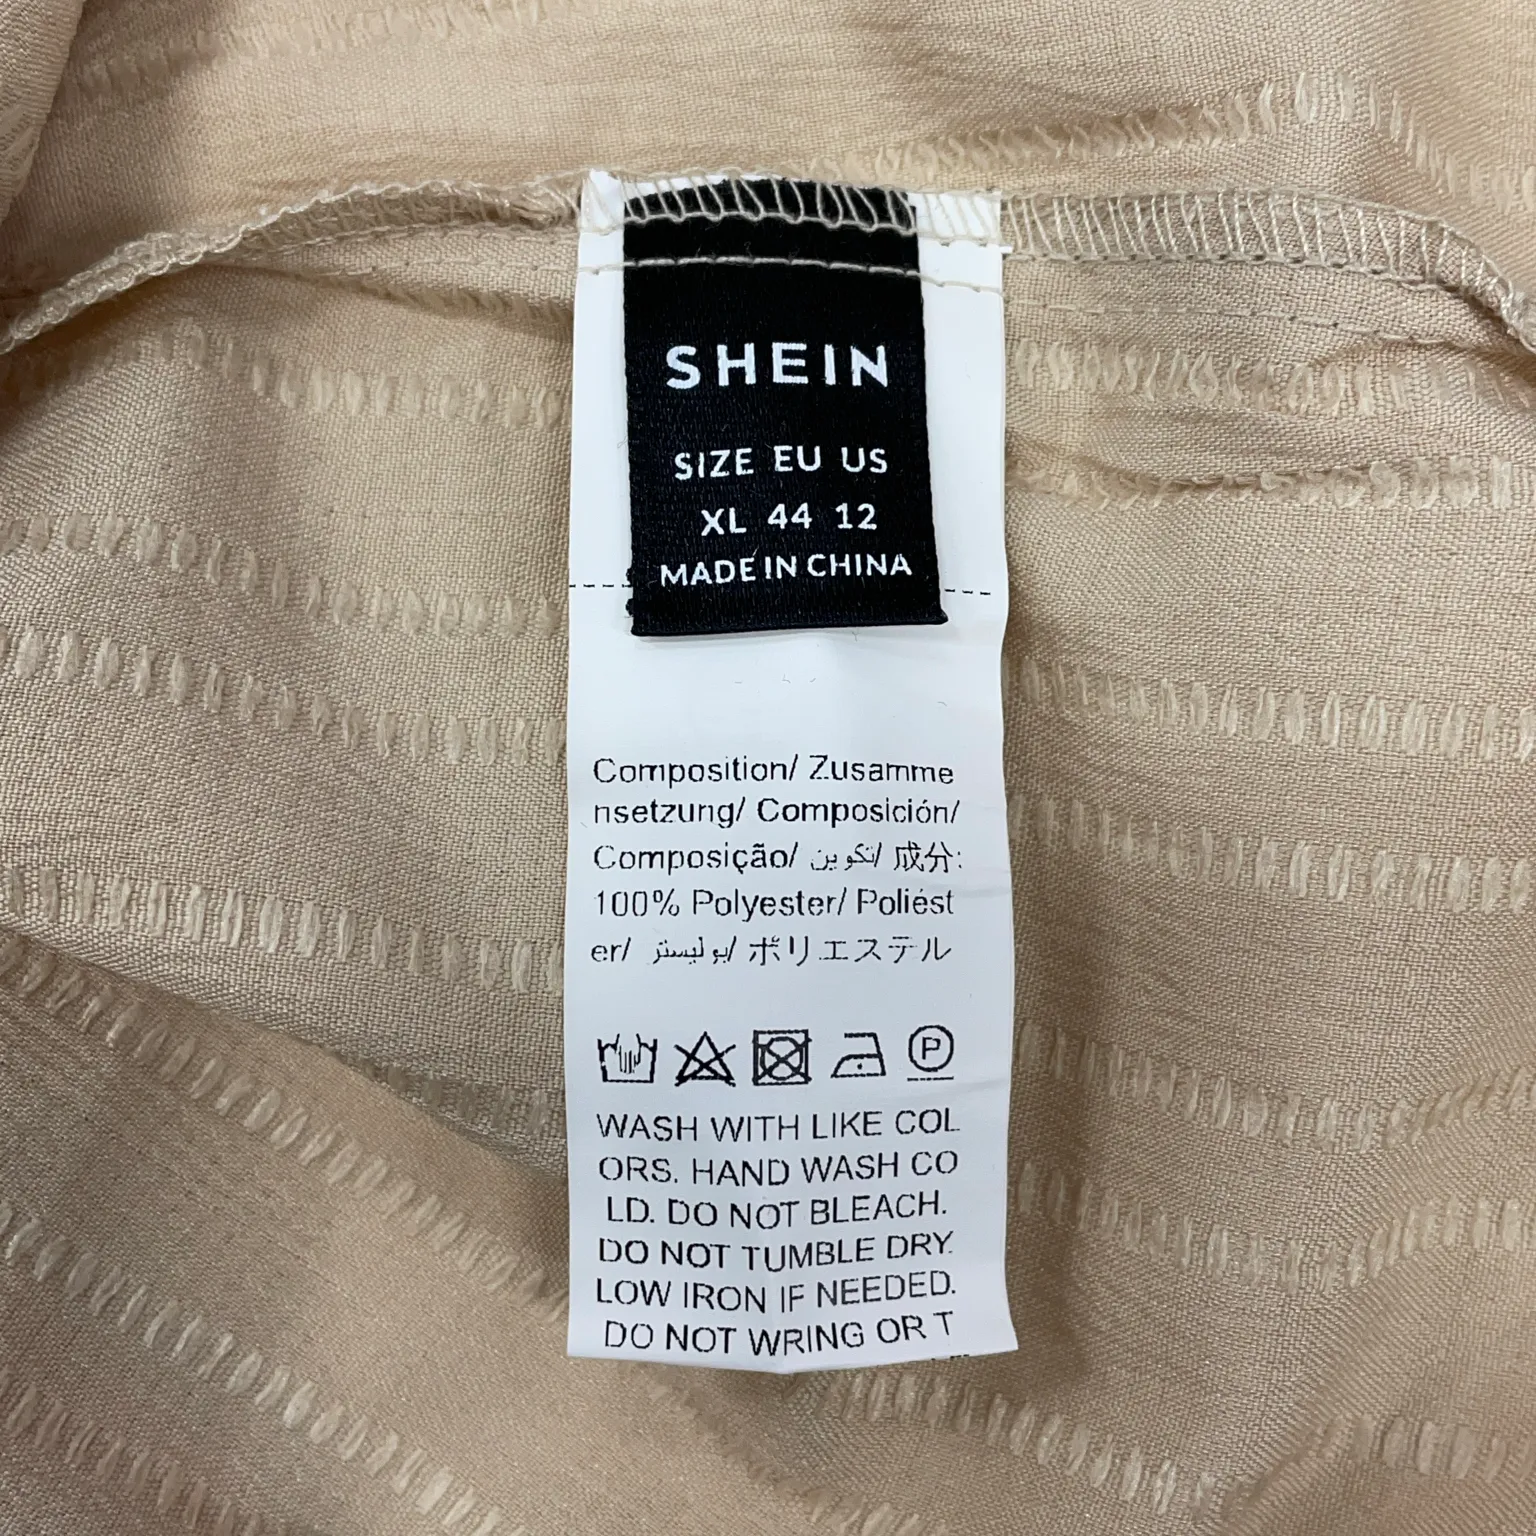 SHEIN
SIZE EU US
XL 44 12
MADE IN CHINA
Composition/ Zusamme
nsetzung/ Composición/
Composição/ تكوين/ 成分:
100% Polyester/ Poliést
er/ بوليستر/ ポリエステル
P
WASH WITH LIKE COL
ORS. HAND WASH CO
LD. DO NOT BLEACH.
DO NOT TUMBLE DRY.
LOW IRON IF NEEDED.
DO NOT WRING OR T